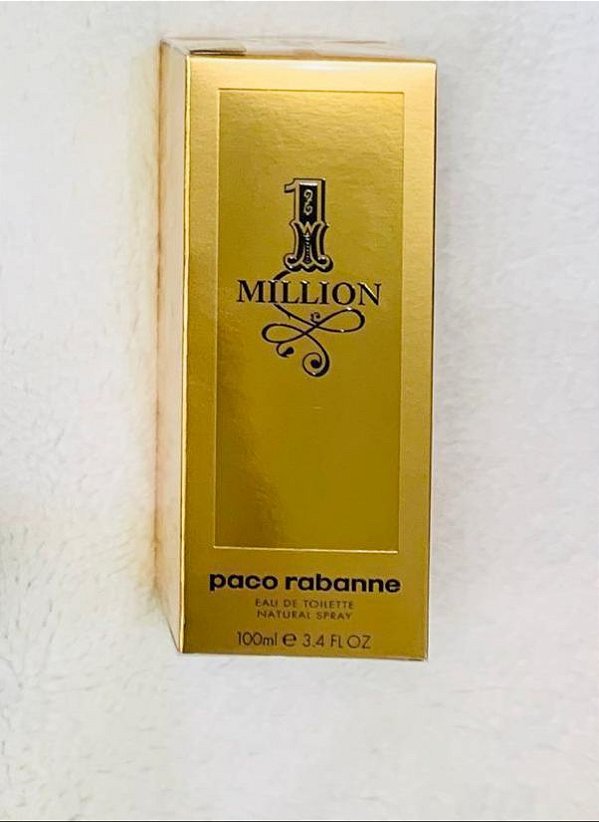 1
MILLION
paco rabanne
EAU DE TOILETTE
NATURAL SPRAY
100ml e 3.4 FL OZ